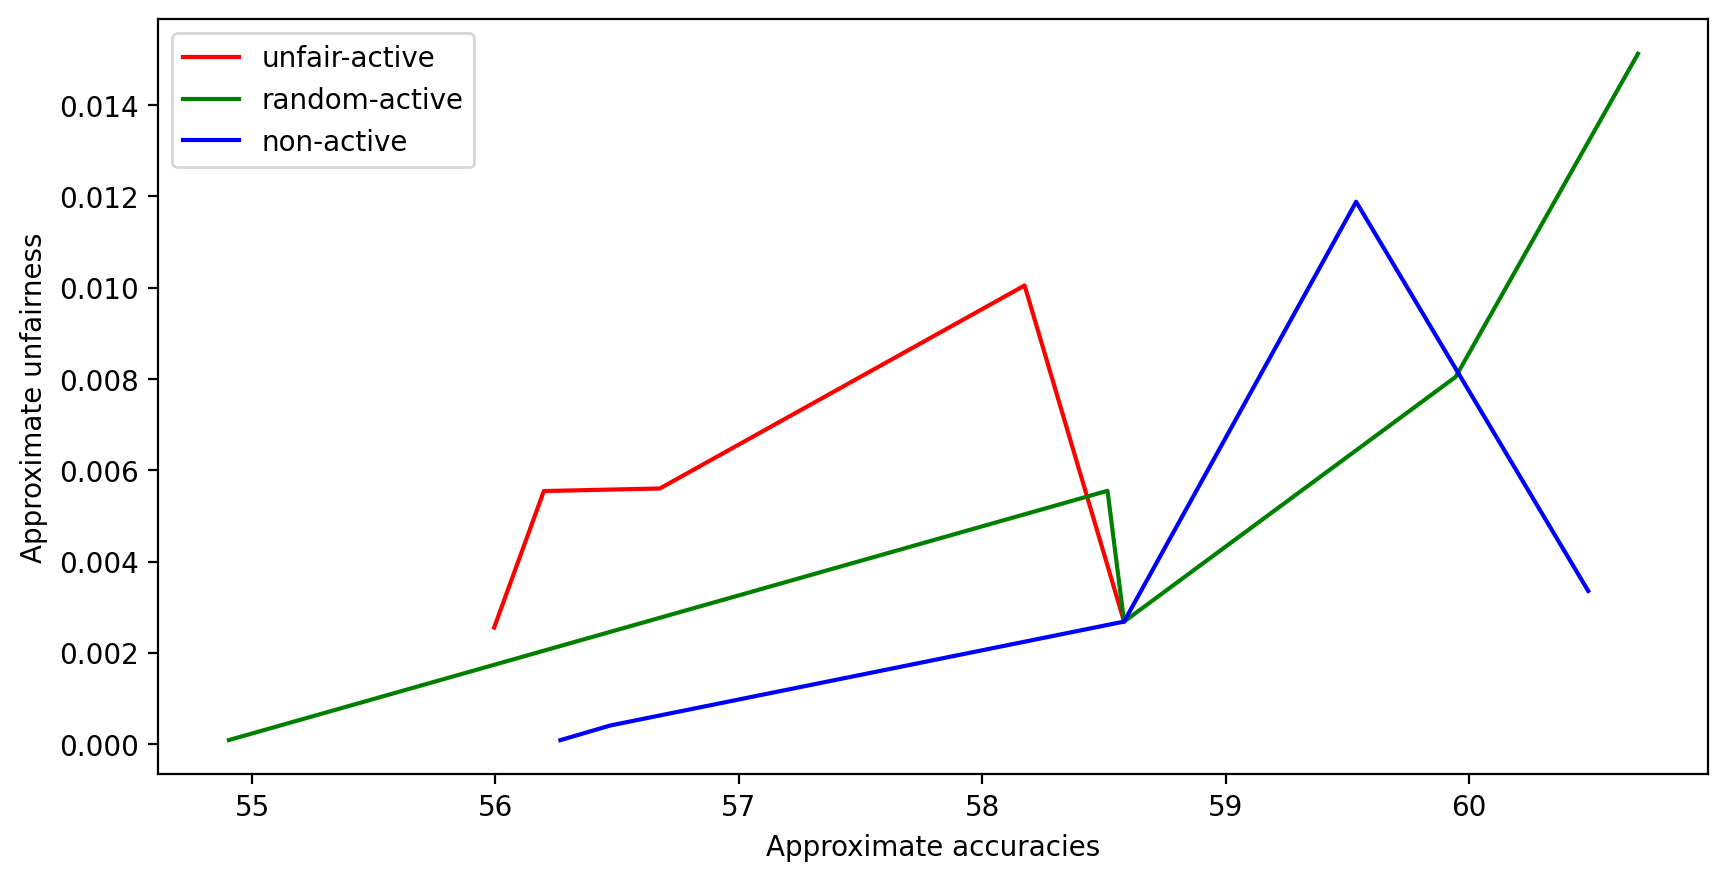 unfair-active
random-active
non-active
0.014
0.012
0.010
0.008
0.006
0.004
0.002
0.000
Approximate unfairness
55 56 57 58 59 60
Approximate accuracies